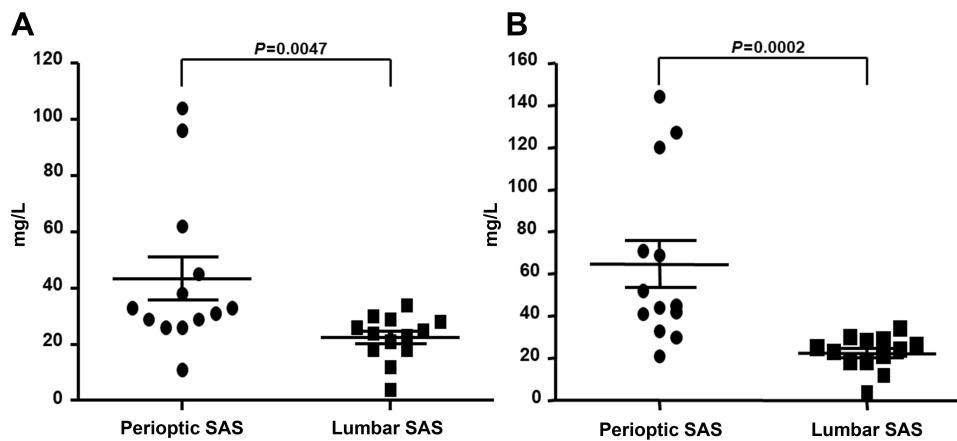 A
B
P=0.0047
P=0.0002
120
100
80
60
40
20
0
mg/L
Perioptic SAS
Lumbar SAS
160
140
120
100
80
60
40
20
0
mg/L
Perioptic SAS
Lumbar SAS